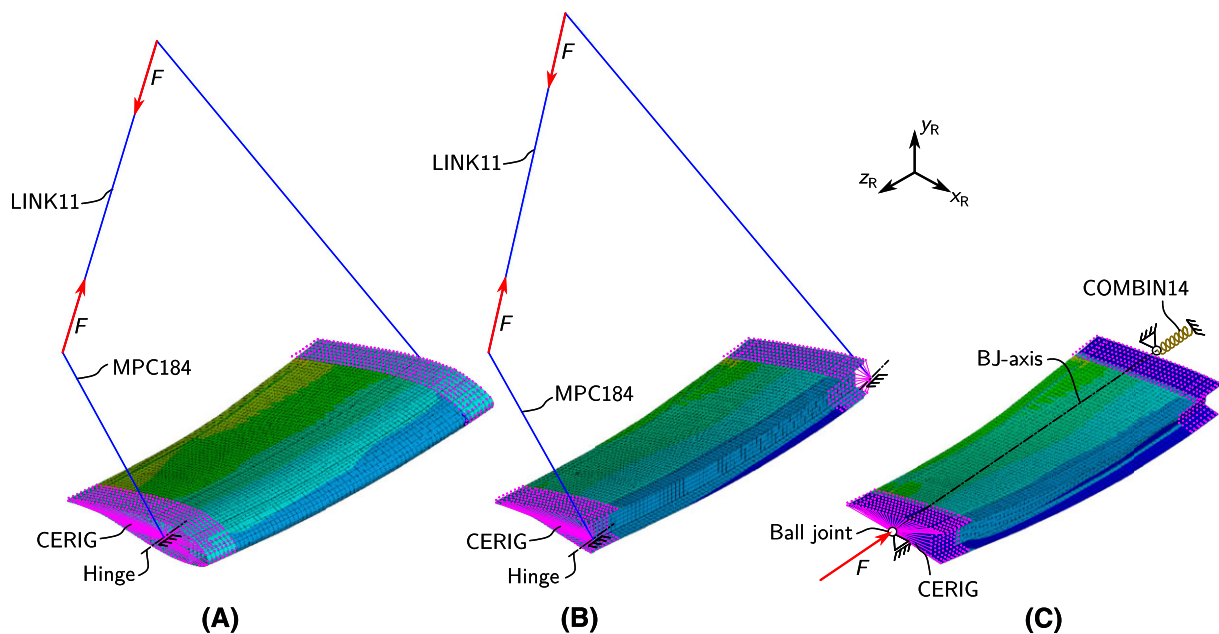 F
LINK11
F
MPC184
CERIG
Hinge
(A)
F
LINK11
F
MPC184
CERIG
Hinge
(B)
yR
zR
xR
COMBIN14
BJ-axis
Ball joint
F
CERIG
(C)